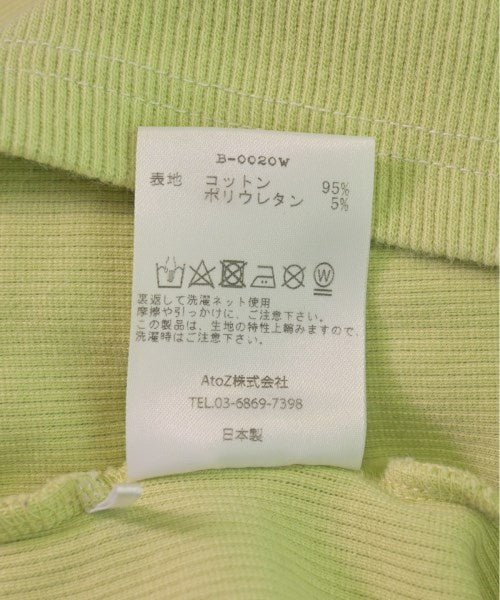 B-0020W
表地 コットン 95%
ポリウレタン 5%
W
裏返して洗濯ネット使用
摩擦や引っかけに、ご注意下さい。
この製品は、生地の特性上縮みますので、
洗濯時はご注意下さい。
AtoZ株式会社
TEL.03-6869-7398
日本製